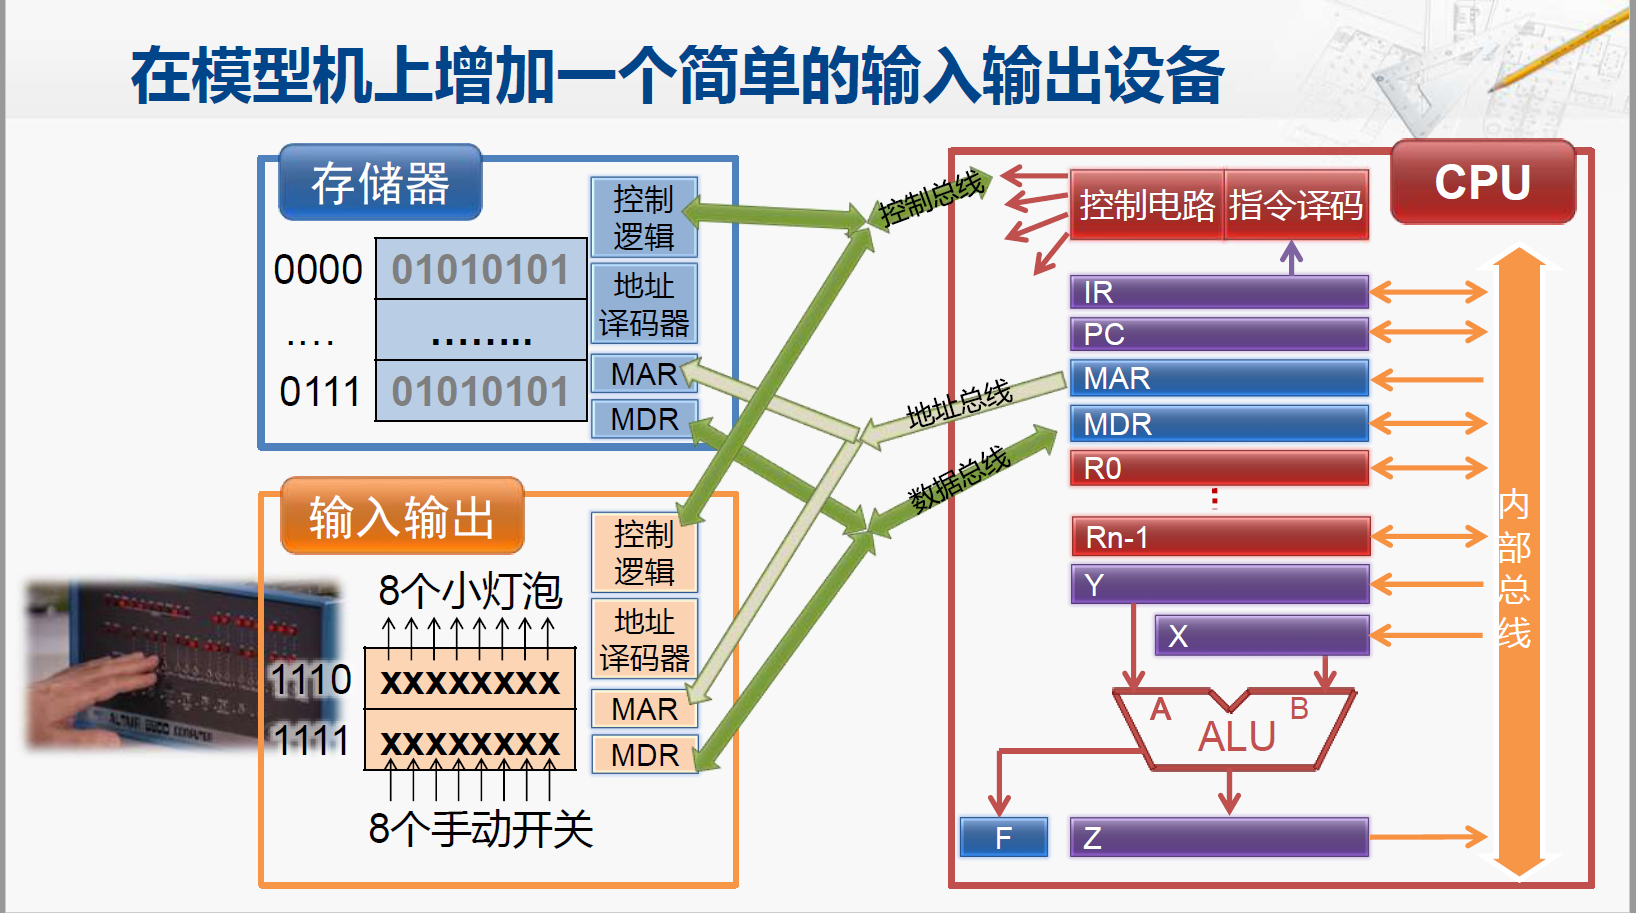 在模型机上增加一个简单的输入输出设备
存储器
控制
逻辑
地址
译码器
MAR
MDR
0000
01010101
....
........
0111
01010101
输入输出
控制
逻辑
地址
译码器
MAR
MDR
8个小灯泡
1110
xxxxxxxx
1111
xxxxxxxx
8个手动开关
ALTAIR 8800 COMPUTER
控制总线
地址总线
数据总线
CPU
控制电路
指令译码
IR
PC
MAR
MDR
R0
Rn-1
Y
X
A
B
ALU
F
Z
内
部
总
线